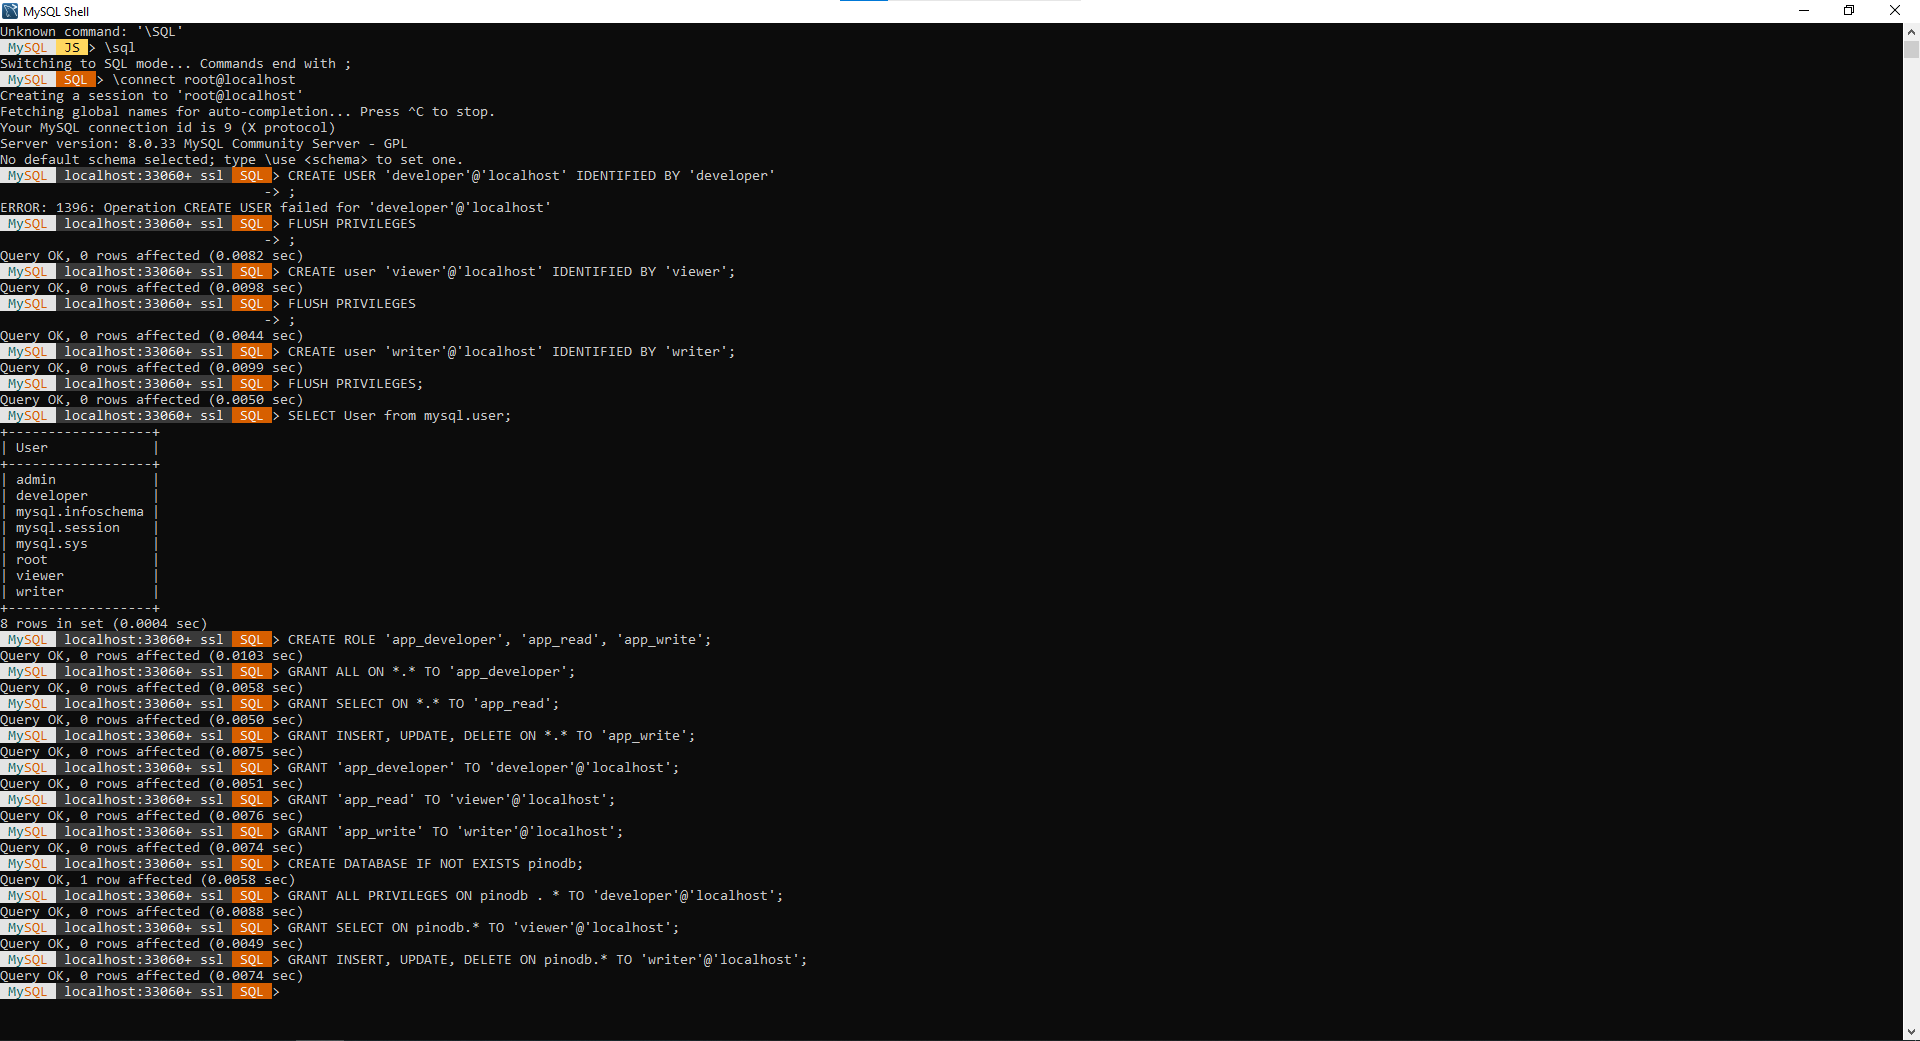 MySQL Shell
Unknown command: '\SQL'
MySQL JS > \sql
Switching to SQL mode... Commands end with ;
MySQL SQL > \connect root@localhost
Creating a session to 'root@localhost'
Fetching global names for auto-completion... Press ^C to stop.
Your MySQL connection id is 9 (X protocol)
Server version: 8.0.33 MySQL Community Server - GPL
No default schema selected; type \use <schema> to set one.
MySQL localhost:33060+ ssl SQL > CREATE USER 'developer'@'localhost' IDENTIFIED BY 'developer'
-> ;
ERROR: 1396: Operation CREATE USER failed for 'developer'@'localhost'
MySQL localhost:33060+ ssl SQL > FLUSH PRIVILEGES
-> ;
Query OK, 0 rows affected (0.0082 sec)
MySQL localhost:33060+ ssl SQL > CREATE user 'viewer'@'localhost' IDENTIFIED BY 'viewer';
Query OK, 0 rows affected (0.0098 sec)
MySQL localhost:33060+ ssl SQL > FLUSH PRIVILEGES
-> ;
Query OK, 0 rows affected (0.0044 sec)
MySQL localhost:33060+ ssl SQL > CREATE user 'writer'@'localhost' IDENTIFIED BY 'writer';
Query OK, 0 rows affected (0.0099 sec)
MySQL localhost:33060+ ssl SQL > FLUSH PRIVILEGES;
Query OK, 0 rows affected (0.0050 sec)
MySQL localhost:33060+ ssl SQL > SELECT User from mysql.user;
+------------------+
| User             |
+------------------+
| admin            |
| developer        |
| mysql.infoschema |
| mysql.session    |
| mysql.sys        |
| root             |
| viewer           |
| writer           |
+------------------+
8 rows in set (0.0004 sec)
MySQL localhost:33060+ ssl SQL > CREATE ROLE 'app_developer', 'app_read', 'app_write';
Query OK, 0 rows affected (0.0103 sec)
MySQL localhost:33060+ ssl SQL > GRANT ALL ON *.* TO 'app_developer';
Query OK, 0 rows affected (0.0058 sec)
MySQL localhost:33060+ ssl SQL > GRANT SELECT ON *.* TO 'app_read';
Query OK, 0 rows affected (0.0050 sec)
MySQL localhost:33060+ ssl SQL > GRANT INSERT, UPDATE, DELETE ON *.* TO 'app_write';
Query OK, 0 rows affected (0.0075 sec)
MySQL localhost:33060+ ssl SQL > GRANT 'app_developer' TO 'developer'@'localhost';
Query OK, 0 rows affected (0.0051 sec)
MySQL localhost:33060+ ssl SQL > GRANT 'app_read' TO 'viewer'@'localhost';
Query OK, 0 rows affected (0.0076 sec)
MySQL localhost:33060+ ssl SQL > GRANT 'app_write' TO 'writer'@'localhost';
Query OK, 0 rows affected (0.0074 sec)
MySQL localhost:33060+ ssl SQL > CREATE DATABASE IF NOT EXISTS pinodb;
Query OK, 1 row affected (0.0058 sec)
MySQL localhost:33060+ ssl SQL > GRANT ALL PRIVILEGES ON pinodb . * TO 'developer'@'localhost';
Query OK, 0 rows affected (0.0088 sec)
MySQL localhost:33060+ ssl SQL > GRANT SELECT ON pinodb.* TO 'viewer'@'localhost';
Query OK, 0 rows affected (0.0049 sec)
MySQL localhost:33060+ ssl SQL > GRANT INSERT, UPDATE, DELETE ON pinodb.* TO 'writer'@'localhost';
Query OK, 0 rows affected (0.0074 sec)
MySQL localhost:33060+ ssl SQL >